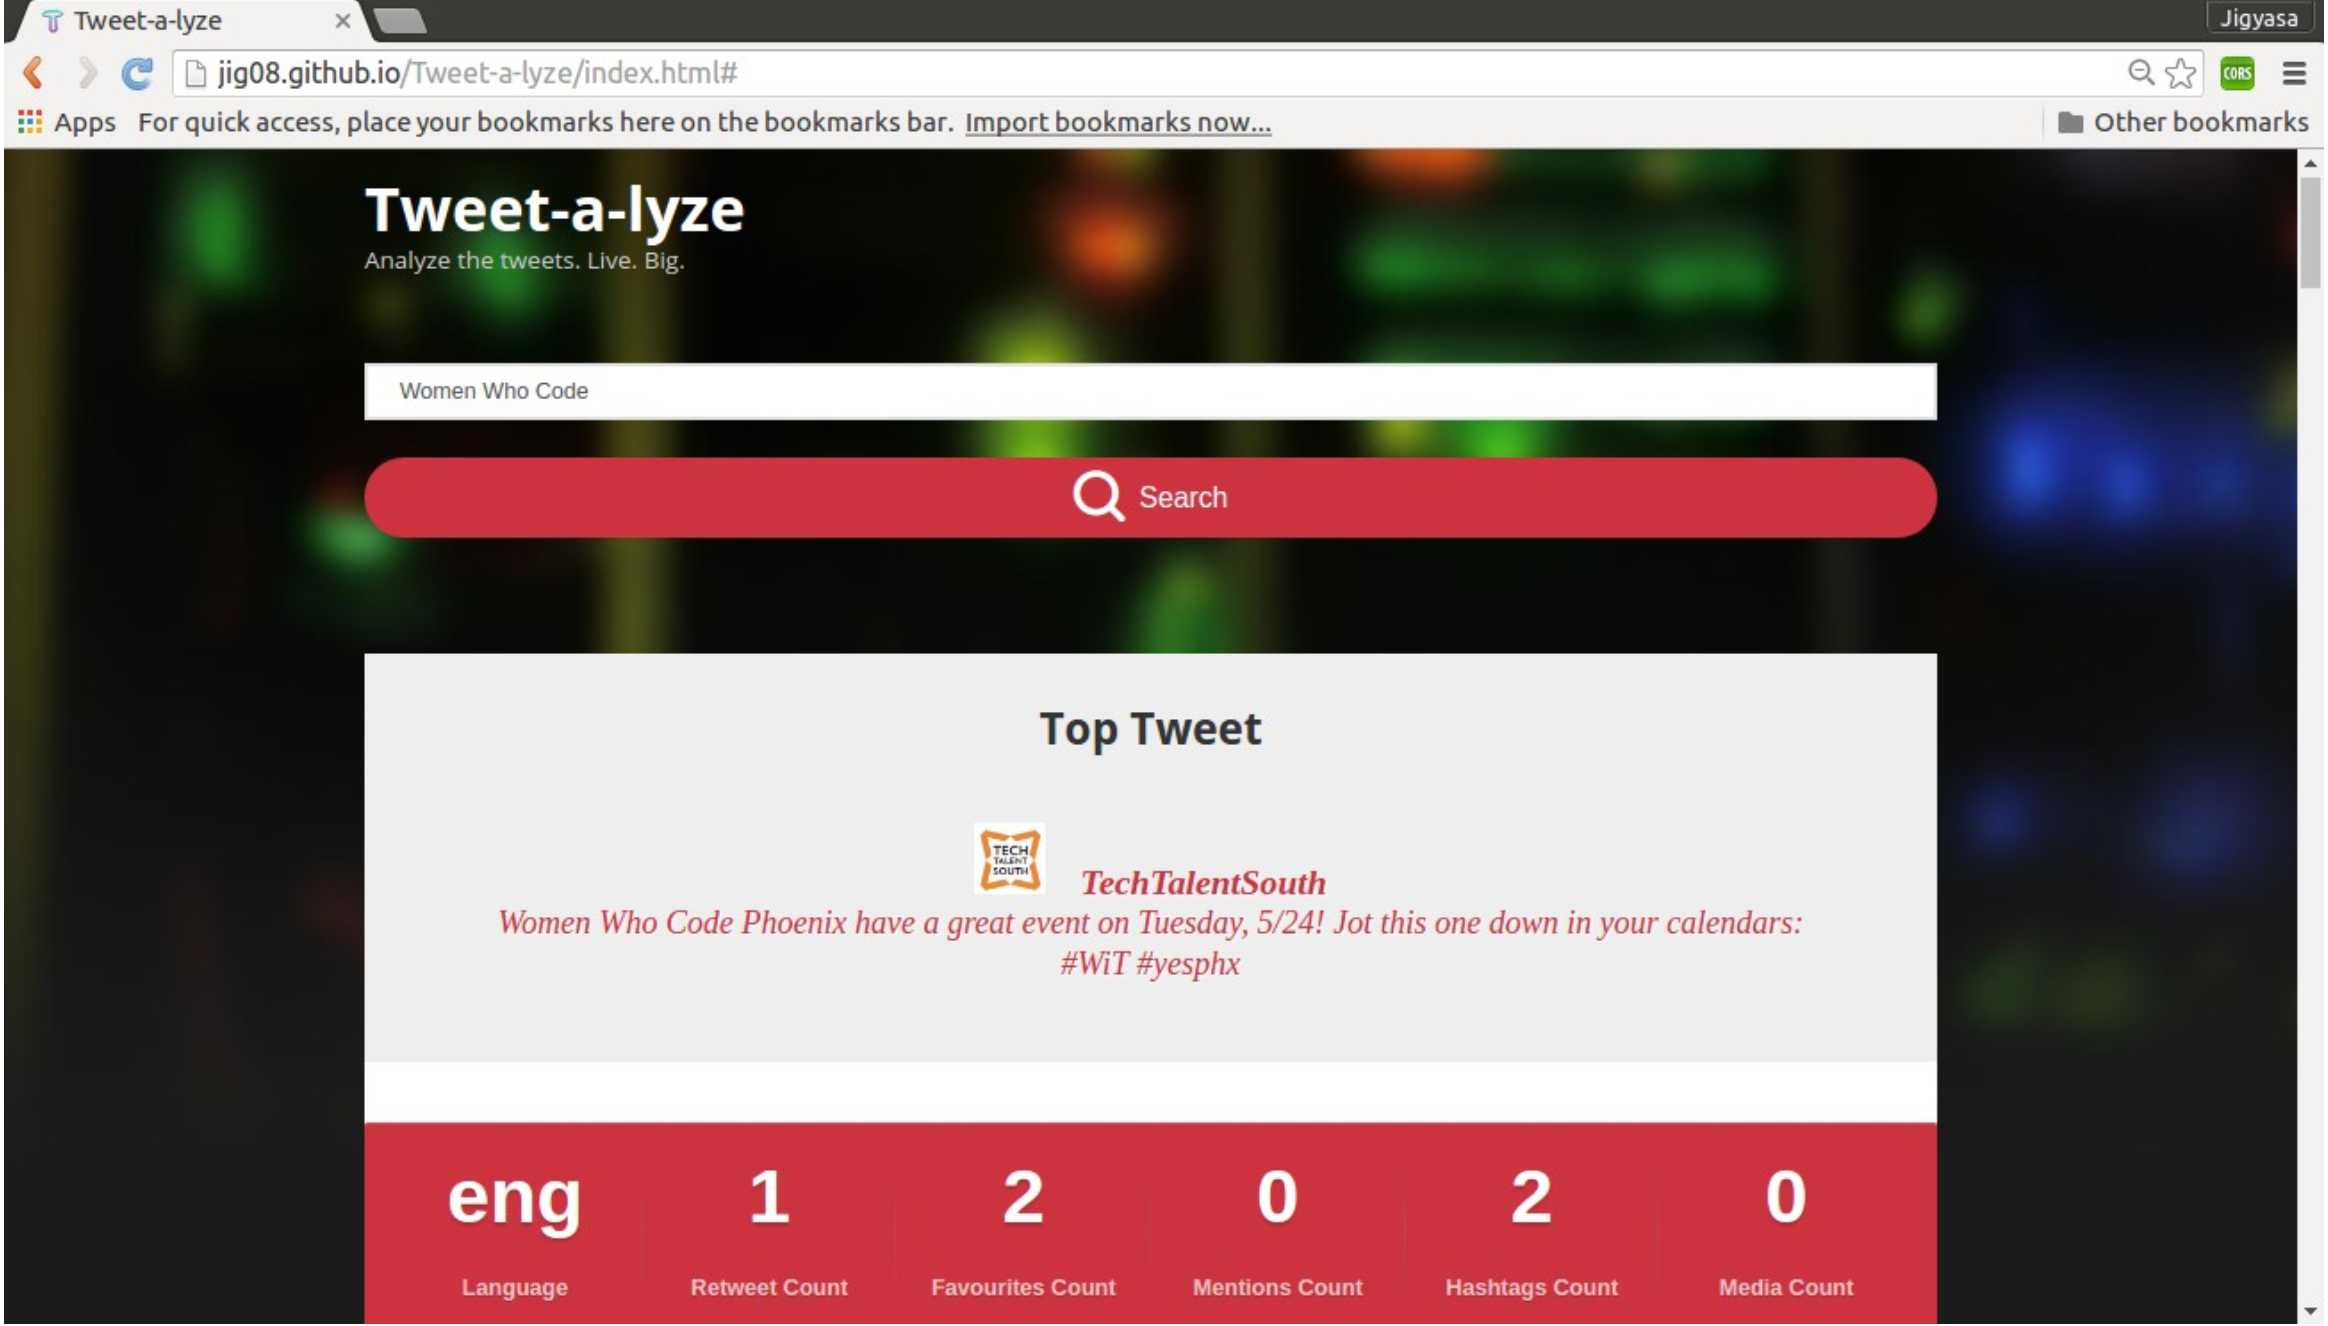 Tweet-a-lyze
Jigyasa
jig08.github.io/Tweet-a-lyze/index.html#
CORS
Apps For quick access, place your bookmarks here on the bookmarks bar. Import bookmarks now... Other bookmarks
Tweet-a-lyze
Analyze the tweets. Live. Big.
Women Who Code
Search
Top Tweet
TECH
TALENT
SOUTH
TechTalentSouth
Women Who Code Phoenix have a great event on Tuesday, 5/24! Jot this one down in your calendars:
#WiT #yesphx
eng 1 2 0 2 0
Language Retweet Count Favourites Count Mentions Count Hashtags Count Media Count